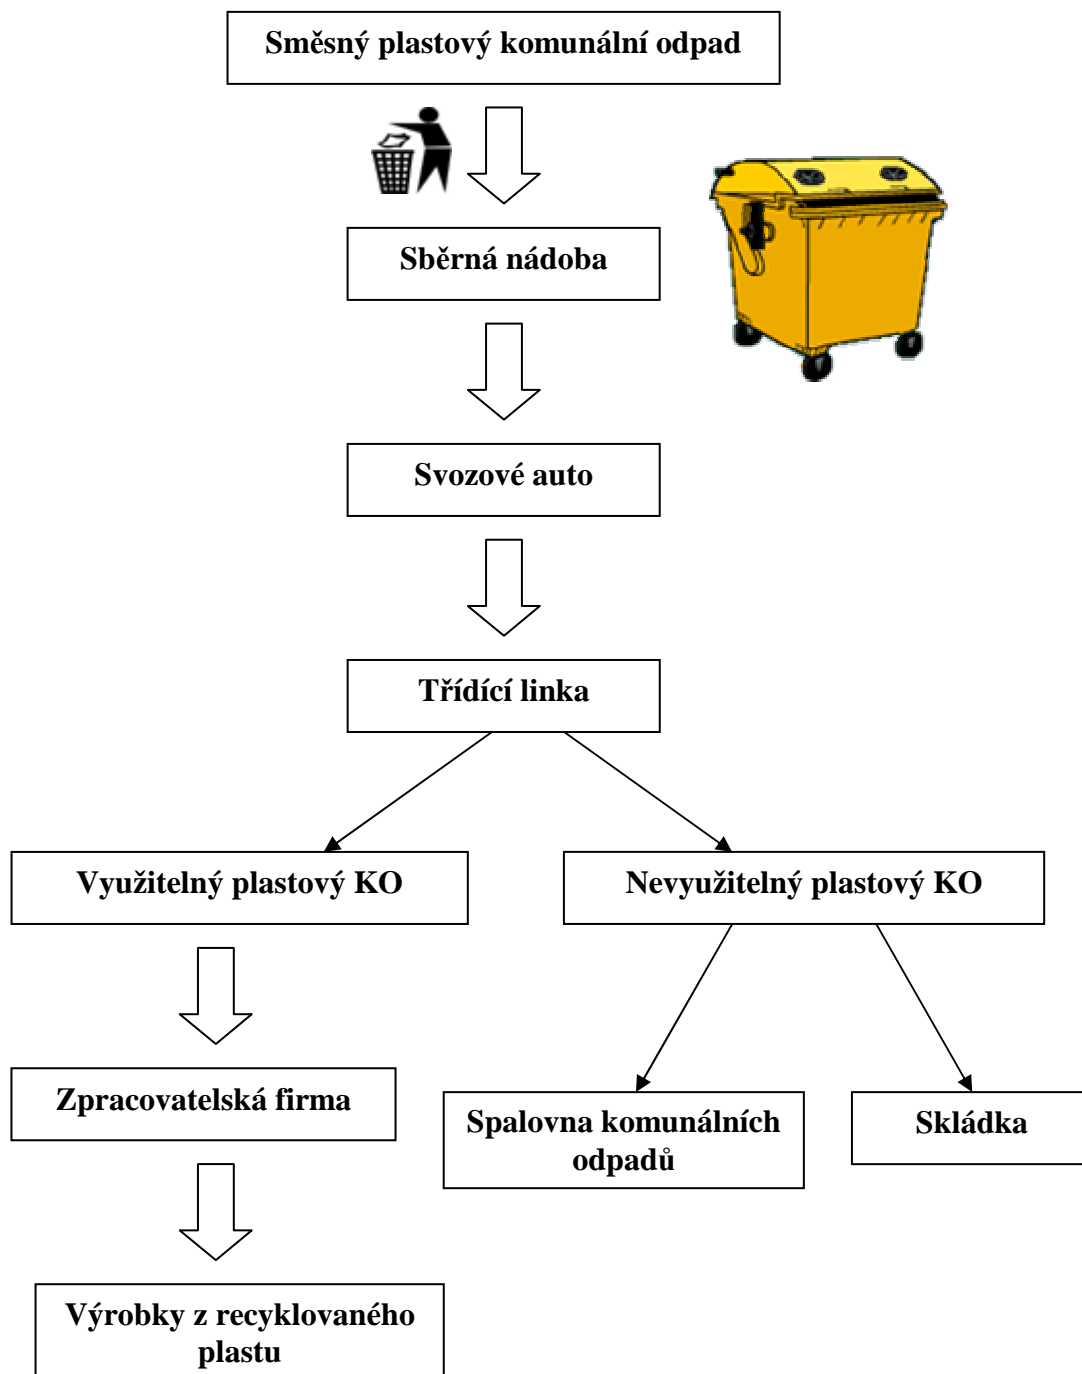 Směsný plastový komunální odpad
Sběrná nádoba
Svozové auto
Třídící linka
Využitelný plastový KO
Nevyužitelný plastový KO
Zpracovatelská firma
Spalovna komunálních
odpadů
Skládka
Výrobky z recyklovaného
plastu